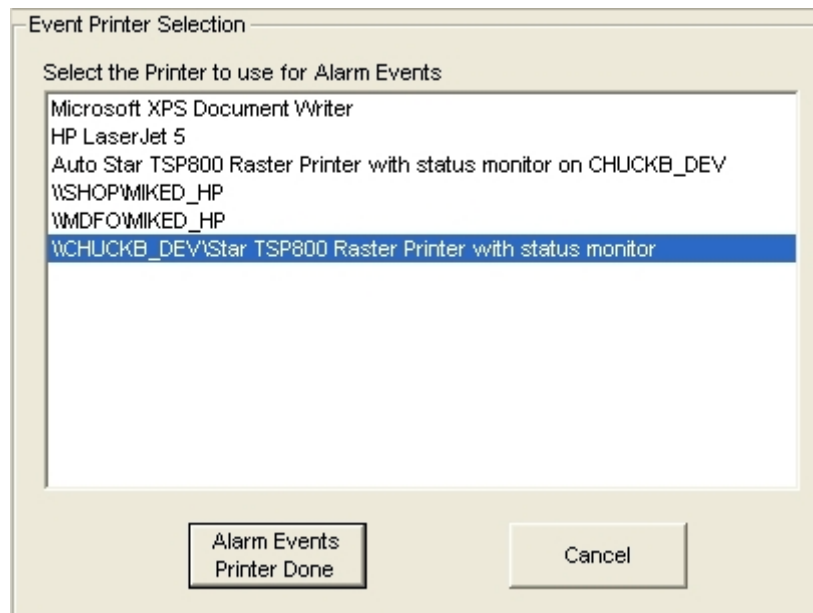 Event Printer Selection
Select the Printer to use for Alarm Events
Microsoft XPS Document Writer
HP LaserJet 5
Auto Star TSP800 Raster Printer with status monitor on CHUCKB_DEV
\\SHOP\MIKED_HP
\\MDFO\MIKED_HP
\\CHUCKB_DEV\Star TSP800 Raster Printer with status monitor
Alarm Events
Printer Done
Cancel